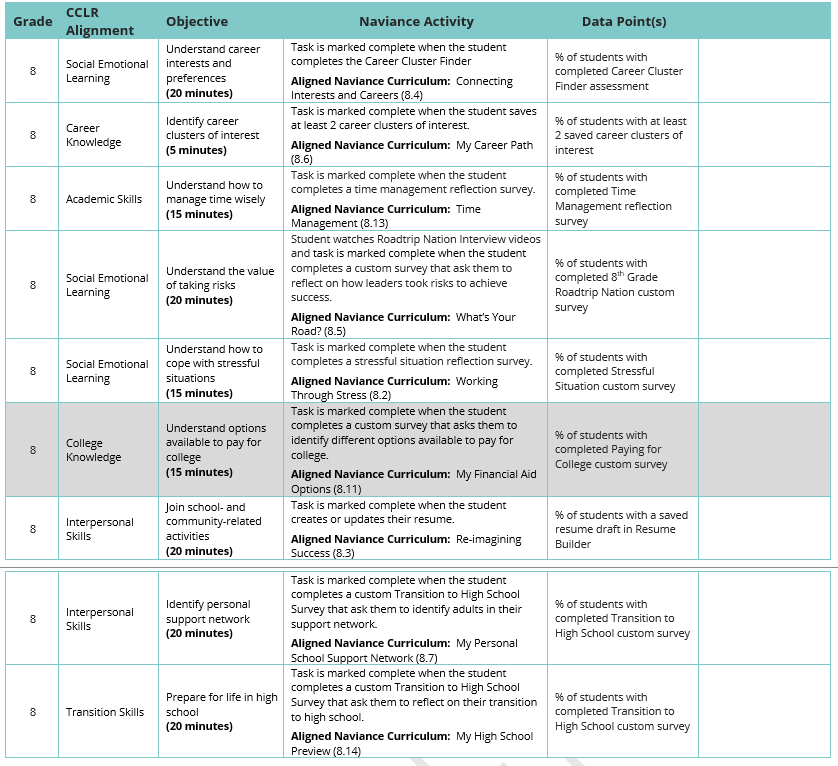 Grade CCLR Alignment Objective Naviance Activity Data Point(s)
8
Social Emotional
Learning
Understand career
interests and
preferences
(20 minutes)
Task is marked complete when the student
completes the Career Cluster Finder
Aligned Naviance Curriculum: Connecting
Interests and Careers (8.4)
% of students with
completed Career Cluster
Finder assessment
8
Career
Knowledge
Identify career
clusters of interest
(5 minutes)
Task is marked complete when the student saves
at least 2 career clusters of interest.
Aligned Naviance Curriculum: My Career Path
(8.6)
% of students with at least
2 saved career clusters of
interest
8
Academic Skills
Understand how to
manage time wisely
(15 minutes)
Task is marked complete when the student
completes a time management reflection survey.
Aligned Naviance Curriculum: Time
Management (8.13)
% of students with
completed Time
Management reflection
survey
8
Social Emotional
Learning
Understand the value
of taking risks
(20 minutes)
Student watches Roadtrip Nation Interview videos
and task is marked complete when the student
completes a custom survey that ask them to
reflect on how leaders took risks to achieve
success.
Aligned Naviance Curriculum: What's Your
Road? (8.5)
% of students with
completed 8th Grade
Roadtrip Nation custom
survey
8
Social Emotional
Learning
Understand how to
cope with stressful
situations
(15 minutes)
Task is marked complete when the student
completes a stressful situation reflection survey.
Aligned Naviance Curriculum: Working
Through Stress (8.2)
% of students with
completed Stressful
Situation custom survey
8
College
Knowledge
Understand options
available to pay for
college
(15 minutes)
Task is marked complete when the student
completes a custom survey that asks them to
identify different options available to pay for
college.
Aligned Naviance Curriculum: My Financial Aid
Options (8.11)
% of students with
completed Paying for
College custom survey
8
Interpersonal
Skills
Join school- and
community-related
activities
(20 minutes)
Task is marked complete when the student
creates or updates their resume.
Aligned Naviance Curriculum: Re-imagining
Success (8.3)
% of students with a saved
resume draft in Resume
Builder
8
Interpersonal
Skills
Identify personal
support network
(20 minutes)
Task is marked complete when the student
completes a custom Transition to High School
Survey that ask them to identify adults in their
support network.
Aligned Naviance Curriculum: My Personal
School Support Network (8.7)
% of students with
completed Transition to
High School custom survey
8
Transition Skills
Prepare for life in high
school
(20 minutes)
Task is marked complete when the student
completes a custom Transition to High School
Survey that ask them to reflect on their transition
to high school.
Aligned Naviance Curriculum: My High School
Preview (8.14)
% of students with
completed Transition to
High School custom survey